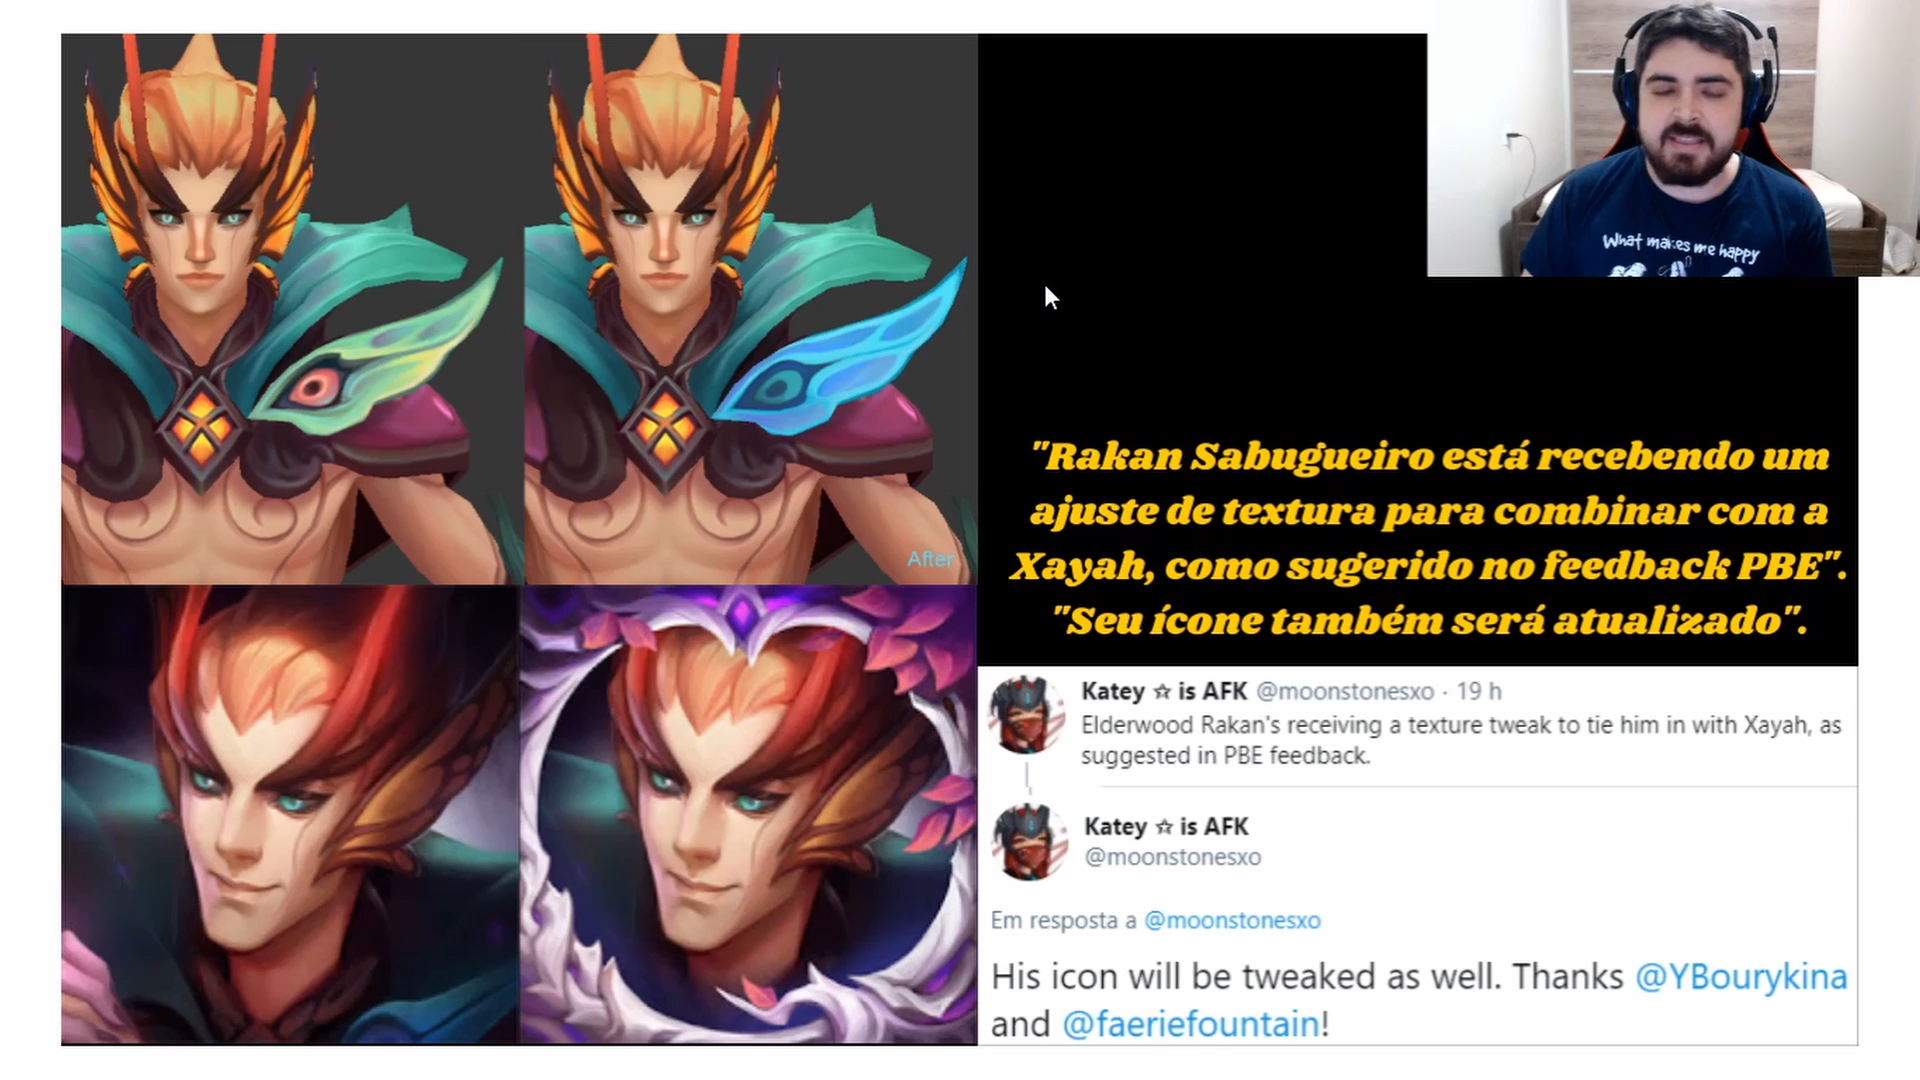 What makes me happy
After
"Rakan Sabugueiro está recebendo um
ajuste de textura para combinar com a
Xayah, como sugerido no feedback PBE".
"Seu ícone também será atualizado".
Katey ☆ is AFK @moonstonesxo · 19 h
Elderwood Rakan's receiving a texture tweak to tie him in with Xayah, as
suggested in PBE feedback.
Katey ☆ is AFK
@moonstonesxo
Em resposta a @moonstonesxo
His icon will be tweaked as well. Thanks @YBourykina
and @faeriefountain!